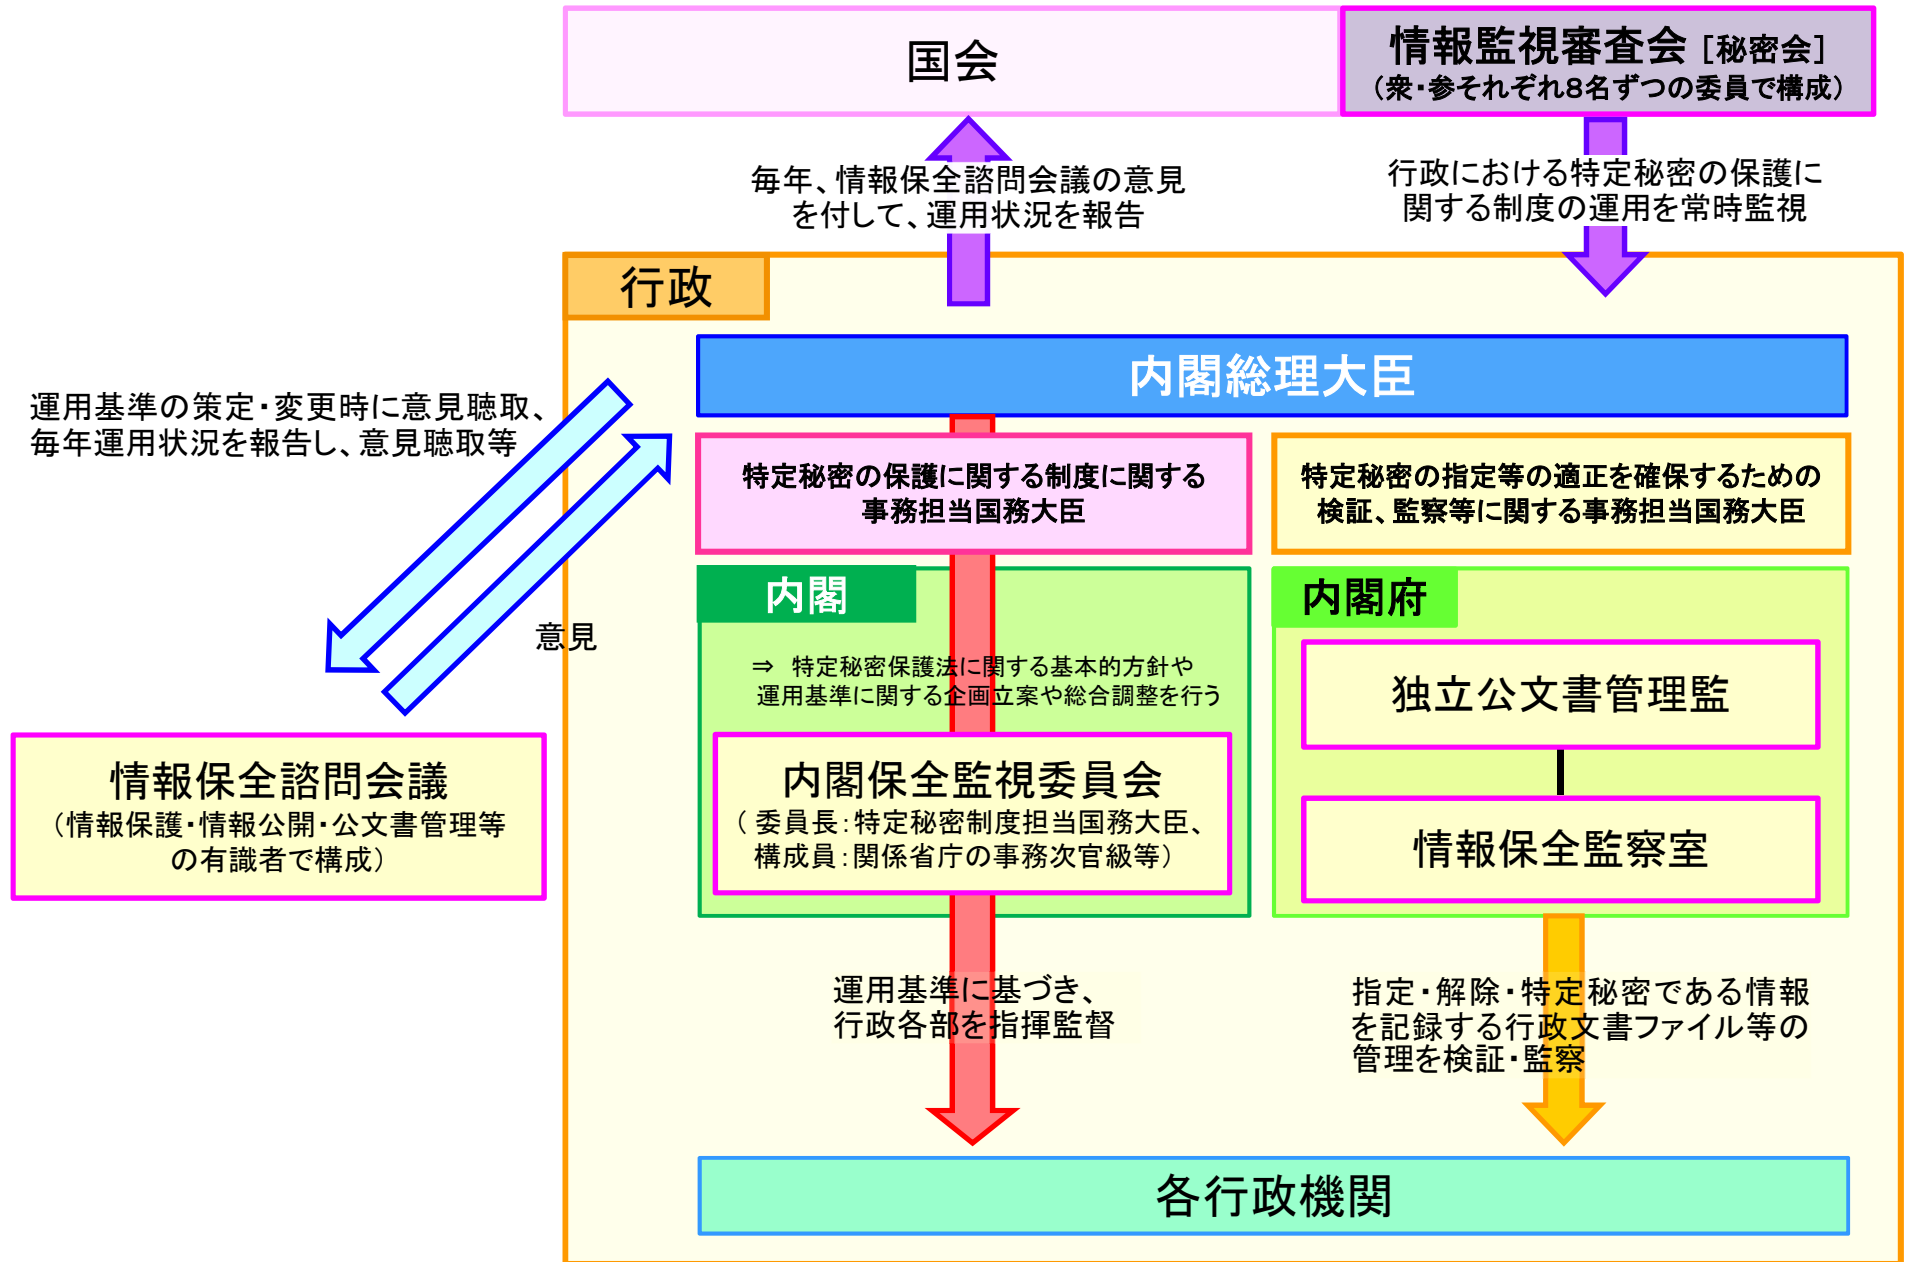 国会
情報監視審査会［秘密会］
（衆・参それぞれ８名ずつの委員で構成）
毎年、情報保全諮問会議の意見
を付して、運用状況を報告
行政における特定秘密の保護に
関する制度の運用を常時監視
行政
内閣総理大臣
運用基準の策定・変更時に意見聴取、
毎年運用状況を報告し、意見聴取等
特定秘密の保護に関する制度に関する
事務担当国務大臣
特定秘密の指定等の適正を確保するための
検証、監察等に関する事務担当国務大臣
内閣
内閣府
意見
⇒　特定秘密保護法に関する基本的方針や
運用基準に関する企画立案や総合調整を行う
独立公文書管理監
情報保全諮問会議
（情報保護・情報公開・公文書管理等
の有識者で構成）
内閣保全監視委員会
（ 委員長：特定秘密制度担当国務大臣、
構成員：関係省庁の事務次官級等）
情報保全監察室
運用基準に基づき、
行政各部を指揮監督
指定・解除・特定秘密である情報
を記録する行政文書ファイル等の
管理を検証・監察
各行政機関